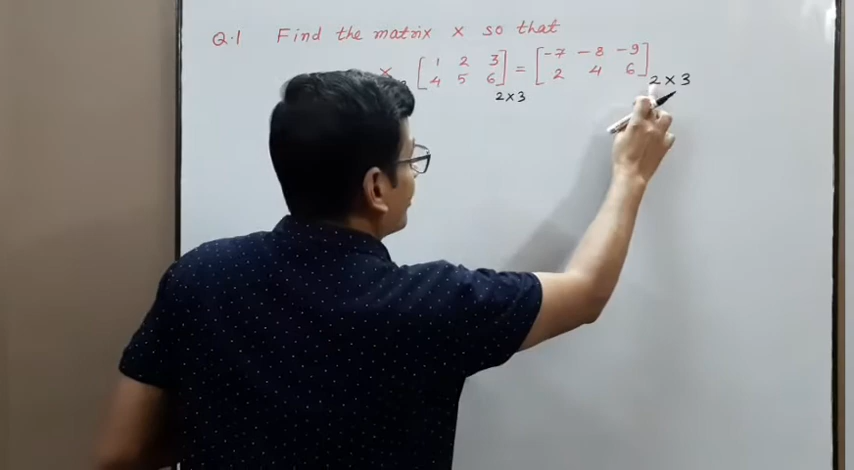 Q.1 Find the matrix x so that
x [ 1 2 3 ] = [ -7 -8 -9 ]
[ 4 5 6 ] [ 2 4 6 ] 2×3
2×3